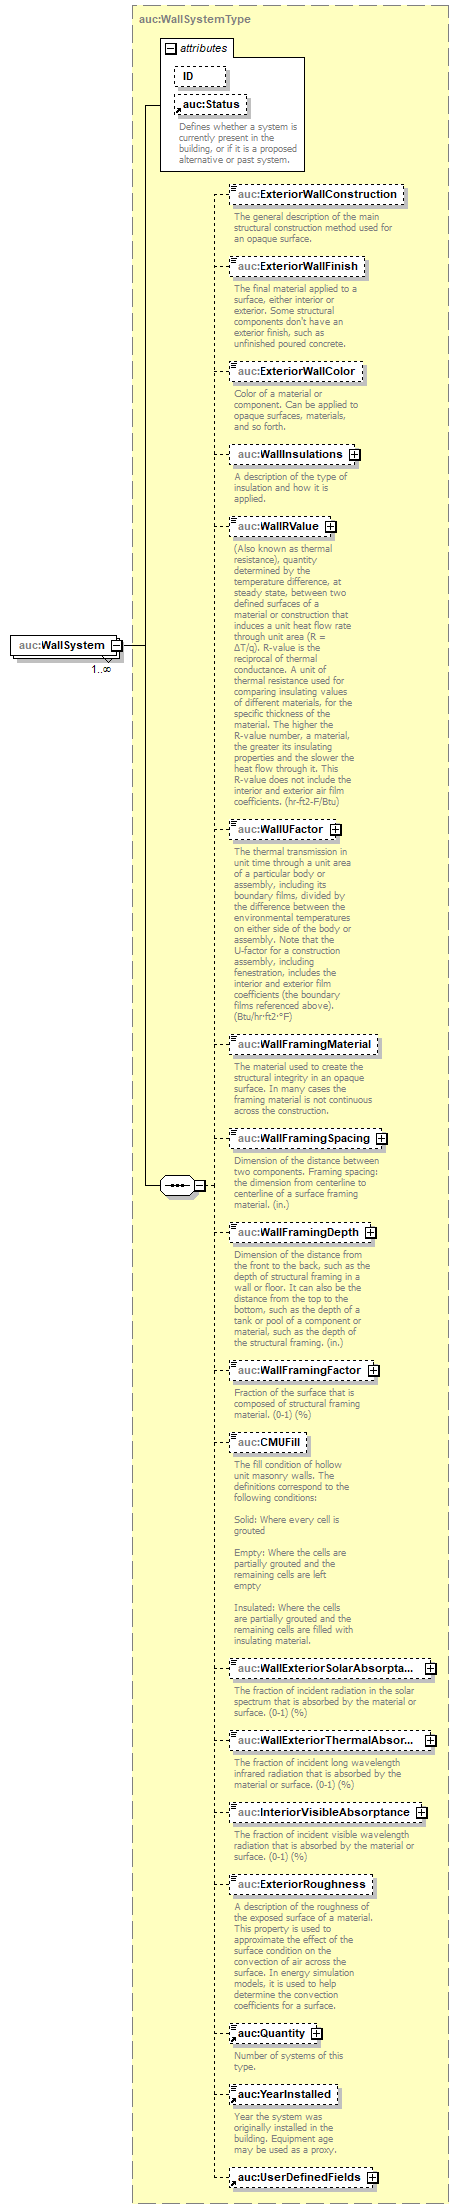 auc:WallSystemType
attributes
ID
auc:Status
Defines whether a system is
currently present in the
building, or if it is a proposed
alternative or past system.
auc:ExteriorWallConstruction
The general description of the main
structural construction method used for
an opaque surface.
auc:ExteriorWallFinish
The final material applied to a
surface, either interior or
exterior. Some structural
components don't have an
exterior finish, such as
unfinished poured concrete.
auc:ExteriorWallColor
Color of a material or
component. Can be applied to
opaque surfaces, materials,
and so forth.
auc:WallInsulations
A description of the type of
insulation and how it is
applied.
auc:WallRValue
(Also known as thermal
resistance), quantity
determined by the
temperature difference, at
steady state, between two
defined surfaces of a
material or construction that
induces a unit heat flow rate
through unit area (R =
ΔT/q). R-value is the
reciprocal of thermal
conductance. A unit of
thermal resistance used for
comparing insulating values
of different materials, for the
specific thickness of the
material. The higher the
R-value number, a material,
the greater its insulating
properties and the slower the
heat flow through it. This
R-value does not include the
interior and exterior air film
coefficients. (hr-ft2-F/Btu)
auc:WallSystem
1..∞
auc:WallUFactor
The thermal transmission in
unit time through a unit area
of a particular body or
assembly, including its
boundary films, divided by
the difference between the
environmental temperatures
on either side of the body or
assembly. Note that the
U-factor for a construction
assembly, including
fenestration, includes the
interior and exterior film
coefficients (the boundary
films referenced above).
(Btu/hr·ft2·°F)
auc:WallFramingMaterial
The material used to create the
structural integrity in an opaque
surface. In many cases the
framing material is not continuous
across the construction.
auc:WallFramingSpacing
Dimension of the distance between
two components. Framing spacing:
the dimension from centerline to
centerline of a surface framing
material. (in.)
auc:WallFramingDepth
Dimension of the distance from
the front to the back, such as the
depth of structural framing in a
wall or floor. It can also be the
distance from the top to the
bottom, such as the depth of a
tank or pool of a component or
material, such as the depth of
the structural framing. (in.)
auc:WallFramingFactor
Fraction of the surface that is
composed of structural framing
material. (0-1) (%)
auc:CMUFill
The fill condition of hollow
unit masonry walls. The
definitions correspond to the
following conditions:
Solid: Where every cell is
grouted
Empty: Where the cells are
partially grouted and the
remaining cells are left
empty
Insulated: Where the cells
are partially grouted and the
remaining cells are filled with
insulating material.
auc:WallExteriorSolarAbsorpta...
The fraction of incident radiation in the solar
spectrum that is absorbed by the material or
surface. (0-1) (%)
auc:WallExteriorThermalAbsor...
The fraction of incident long wavelength
infrared radiation that is absorbed by the
material or surface. (0-1) (%)
auc:InteriorVisibleAbsorptance
The fraction of incident visible wavelength
radiation that is absorbed by the material or
surface. (0-1) (%)
auc:ExteriorRoughness
A description of the roughness of
the exposed surface of a material.
This property is used to
approximate the effect of the
surface condition on the
convection of air across the
surface. In energy simulation
models, it is used to help
determine the convection
coefficients for a surface.
auc:Quantity
Number of systems of this
type.
auc:YearInstalled
Year the system was
originally installed in the
building. Equipment age
may be used as a proxy.
auc:UserDefinedFields